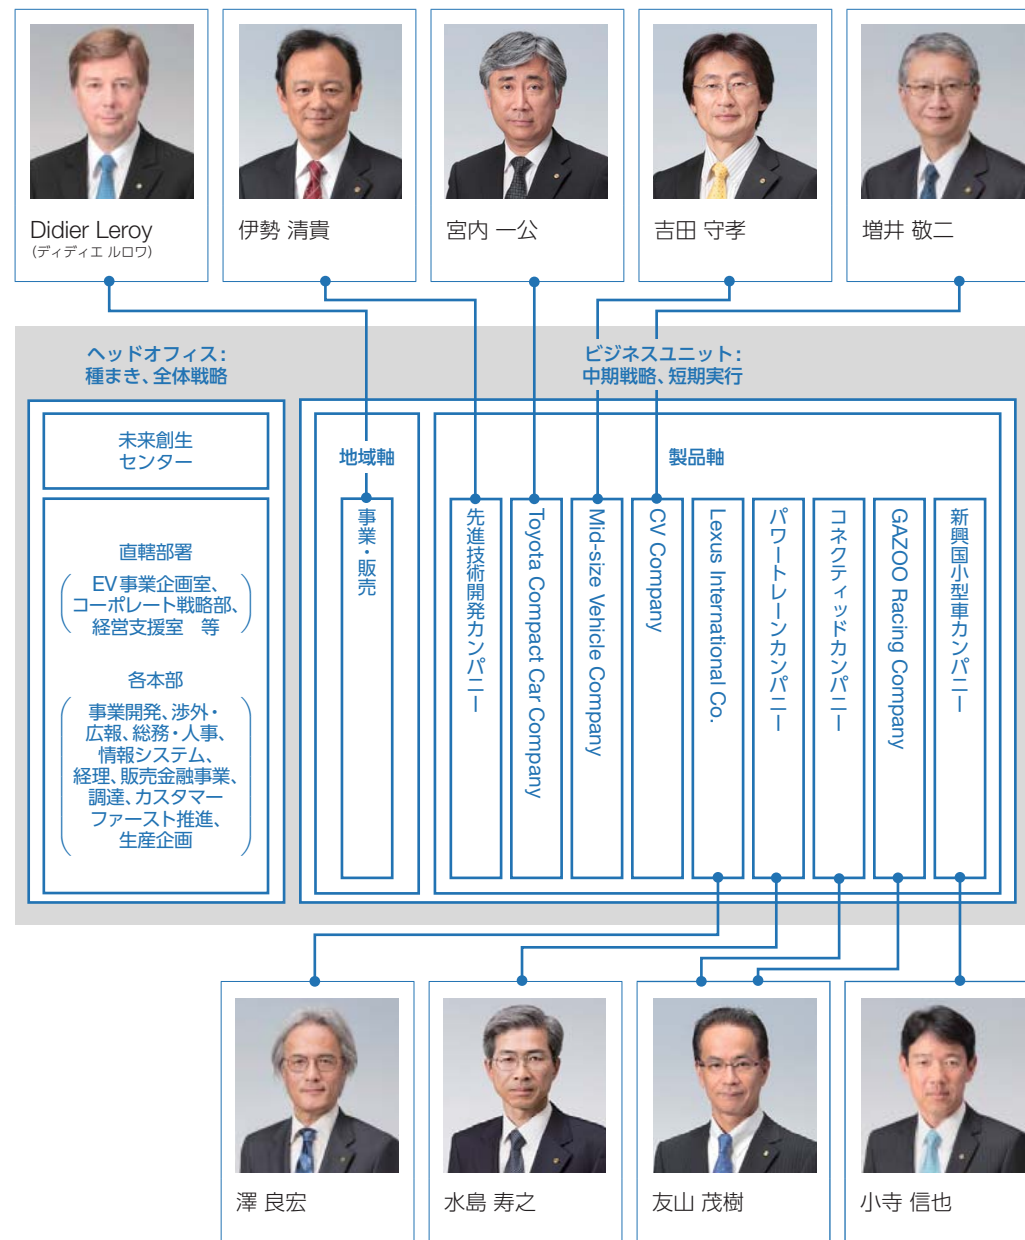 Didier Leroy
(ディディエ ルロワ)
伊勢 清貴
宮内 一公
吉田 守孝
増井 敬二
ヘッドオフィス:
種まき、全体戦略
ビジネスユニット:
中期戦略、短期実行
未来創生
センター
直轄部署
EV事業企画室、
コーポレート戦略部、
経営支援室 等
各本部
事業開発、渉外・
広報、総務・人事、
情報システム、
経理、販売金融事業、
調達、カスタマー
ファースト推進、
生産企画
地域軸
事業・販売
製品軸
先進技術開発カンパニー
Toyota Compact Car Company
Mid-size Vehicle Company
CV Company
Lexus International Co.
パワートレーンカンパニー
コネクティッドカンパニー
GAZOO Racing Company
新興国小型車カンパニー
澤 良宏
水島 寿之
友山 茂樹
小寺 信也